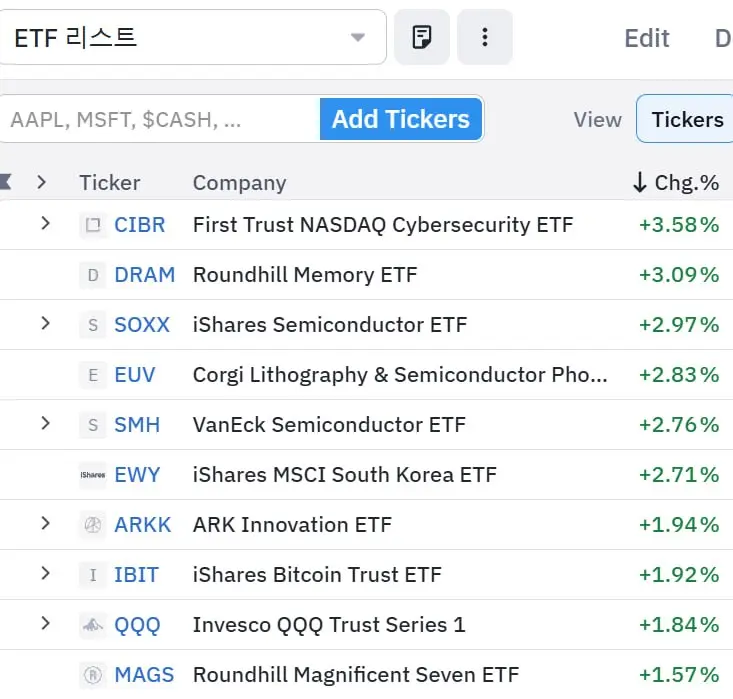 ETF 리스트 Edit D
AAPL, MSFT, $CASH, ... Add Tickers View Tickers
Ticker Company ↓ Chg.%
CIBR First Trust NASDAQ Cybersecurity ETF +3.58%
D DRAM Roundhill Memory ETF +3.09%
S SOXX iShares Semiconductor ETF +2.97%
E EUV Corgi Lithography & Semiconductor Pho... +2.83%
S SMH VanEck Semiconductor ETF +2.76%
iShares EWY iShares MSCI South Korea ETF +2.71%
ARKK ARK Innovation ETF +1.94%
I IBIT iShares Bitcoin Trust ETF +1.92%
QQQ Invesco QQQ Trust Series 1 +1.84%
R MAGS Roundhill Magnificent Seven ETF +1.57%